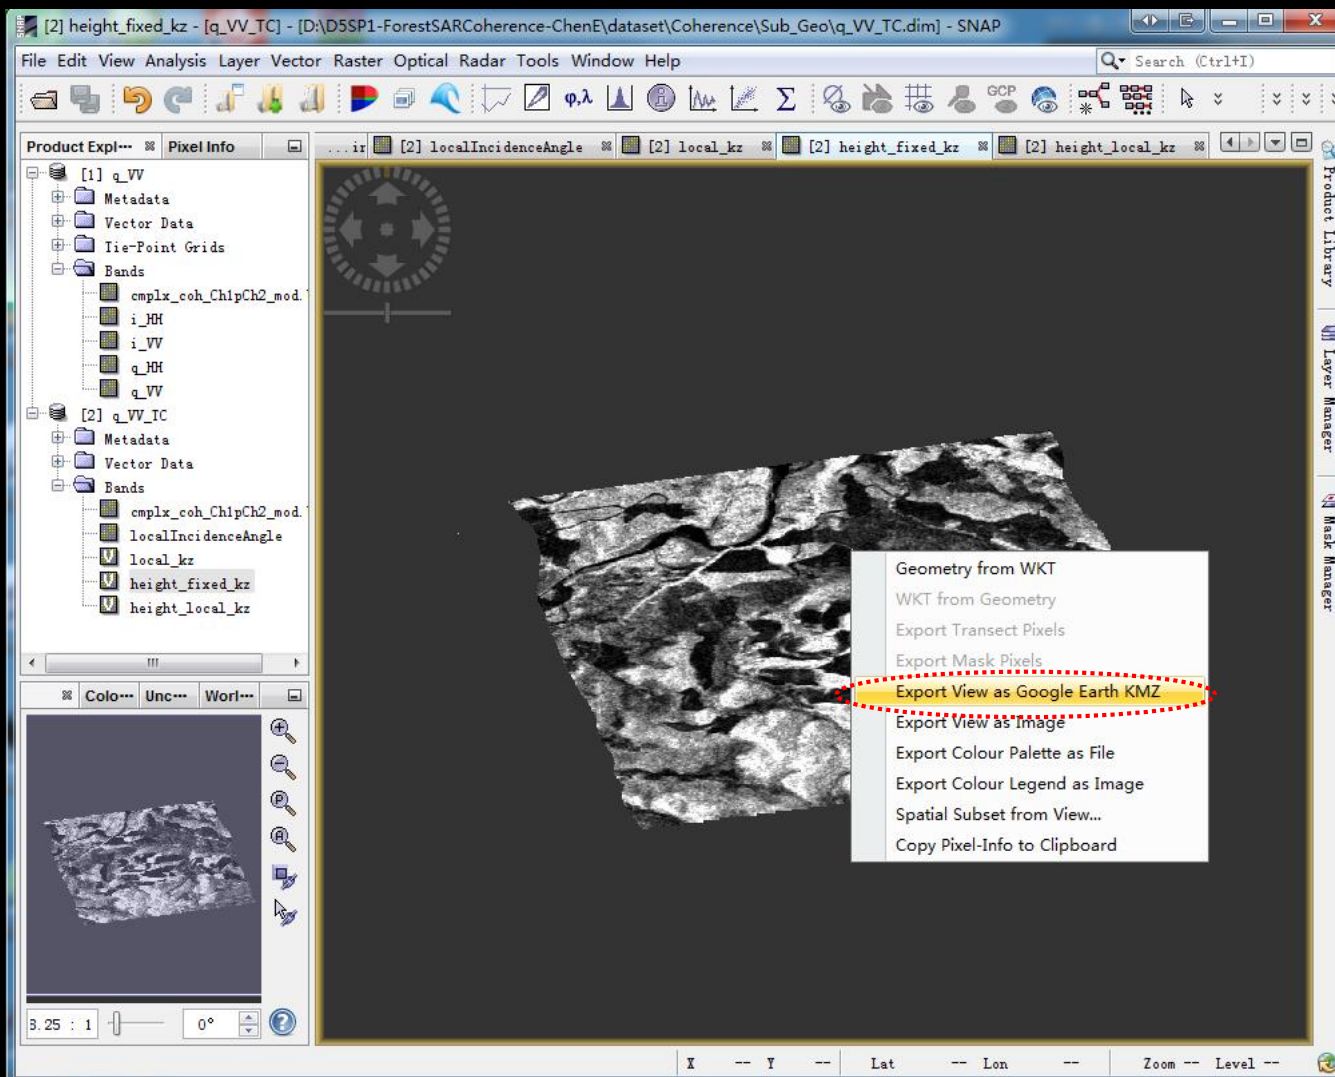 [2] height_fixed_kz - [q_VV_TC] - [D:\D5SP1-ForestSARCoherence-ChenE\dataset\Coherence\Sub_Geo\q_VV_TC.dim] - SNAP
File Edit View Analysis Layer Vector Raster Optical Radar Tools Window Help
Search (Ctrl+I)
φ,λ Σ GCP
Product Expl··· Pixel Info
...ir [2] localIncidenceAngle [2] local_kz [2] height_fixed_kz [2] height_local_kz
[1] q_VV
Metadata
Vector Data
Tie-Point Grids
Bands
cmplx_coh_Ch1pCh2_mod.
i_HH
i_VV
q_HH
q_VV
[2] q_VV_TC
Metadata
Vector Data
Bands
cmplx_coh_Ch1pCh2_mod.
localIncidenceAngle
local_kz
height_fixed_kz
height_local_kz
Colo··· Unc··· Worl···
3.25 : 1
0°
Geometry from WKT
WKT from Geometry
Export Transect Pixels
Export Mask Pixels
Export View as Google Earth KMZ
Export View as Image
Export Colour Palette as File
Export Colour Legend as Image
Spatial Subset from View...
Copy Pixel-Info to Clipboard
Product Library
Layer Manager
Mask Manager
X -- Y -- Lat -- Lon -- Zoom -- Level --